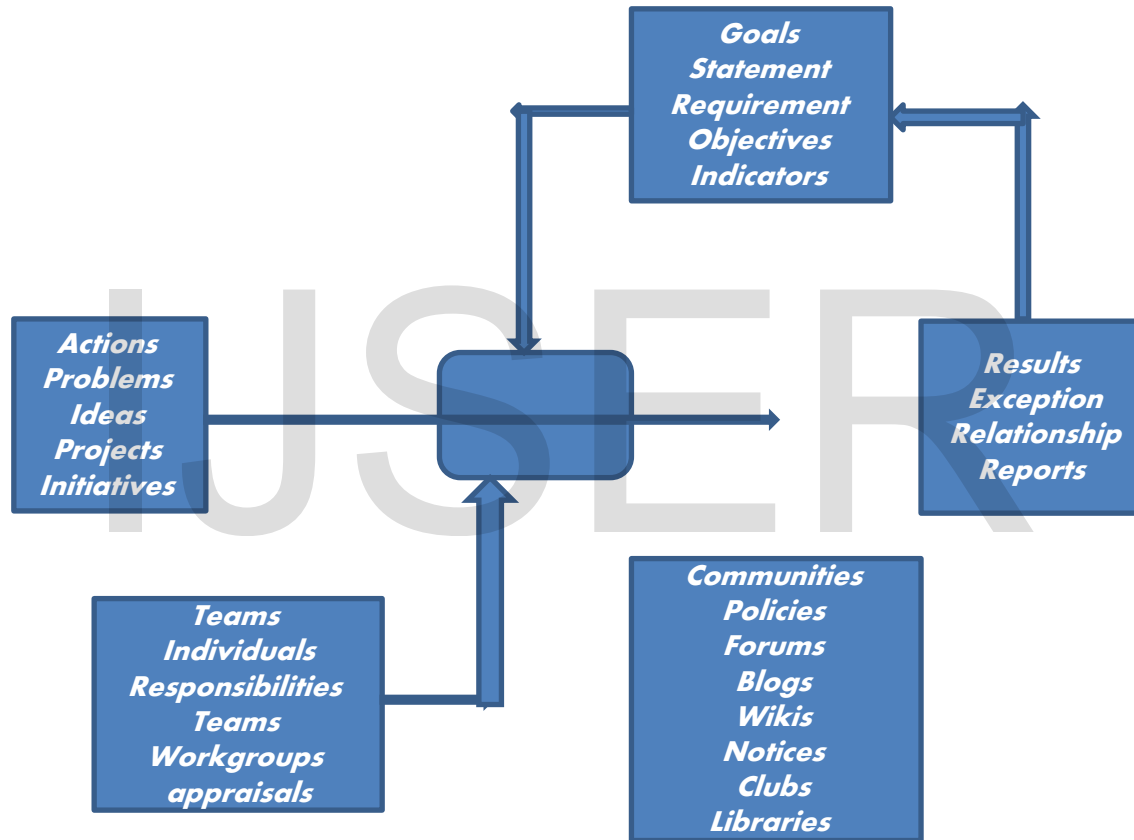 Goals
Statement
Requirement
Objectives
Indicators
Actions
Problems
Ideas
Projects
Initiatives
Results
Exception
Relationship
Reports
Teams
Individuals
Responsibilities
Teams
Workgroups
appraisals
Communities
Policies
Forums
Blogs
Wikis
Notices
Clubs
Libraries
IJSER